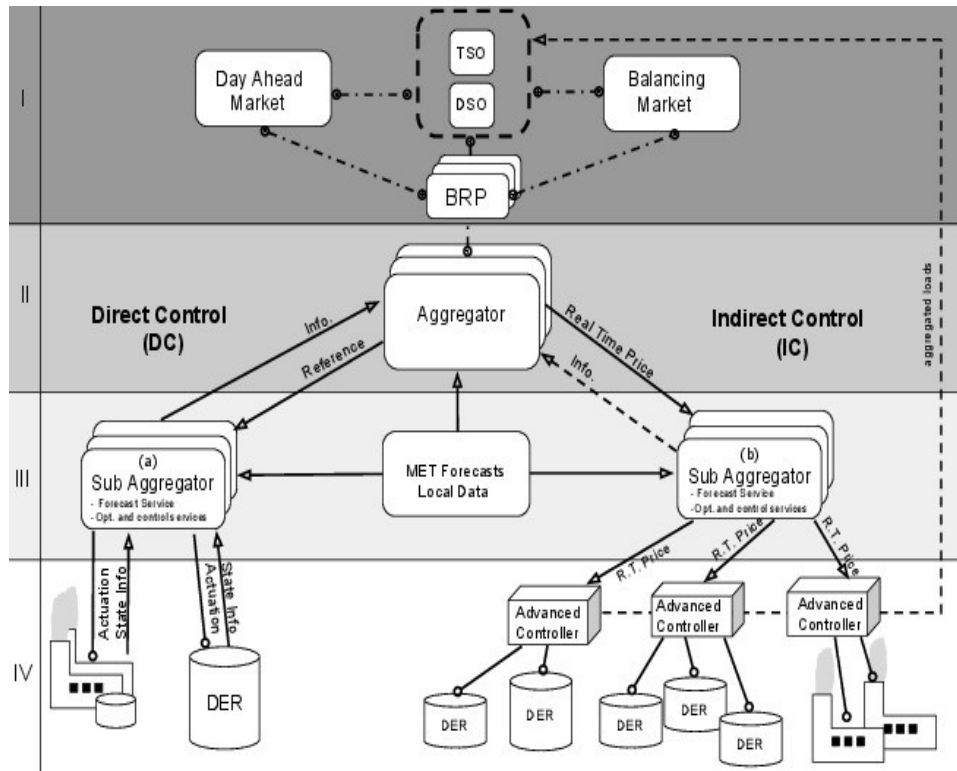 I
TSO
DSO
Day Ahead
Market
Balancing
Market
BRP
II
Direct Control
(DC)
Info.
Reference
Aggregator
Real Time Price
Info.
Indirect Control
(IC)
aggregated loads
III
(a)
Sub Aggregator
- Forecast Service
- Opt. and control services
MET Forecasts
Local Data
(b)
Sub Aggregator
- Forecast Service
- Opt. and control services
R.T. Price
R.T. Price
R.T. Price
IV
Actuation
State Info
Actuation
State Info
DER
Advanced
Controller
Advanced
Controller
Advanced
Controller
DER
DER
DER
DER
DER